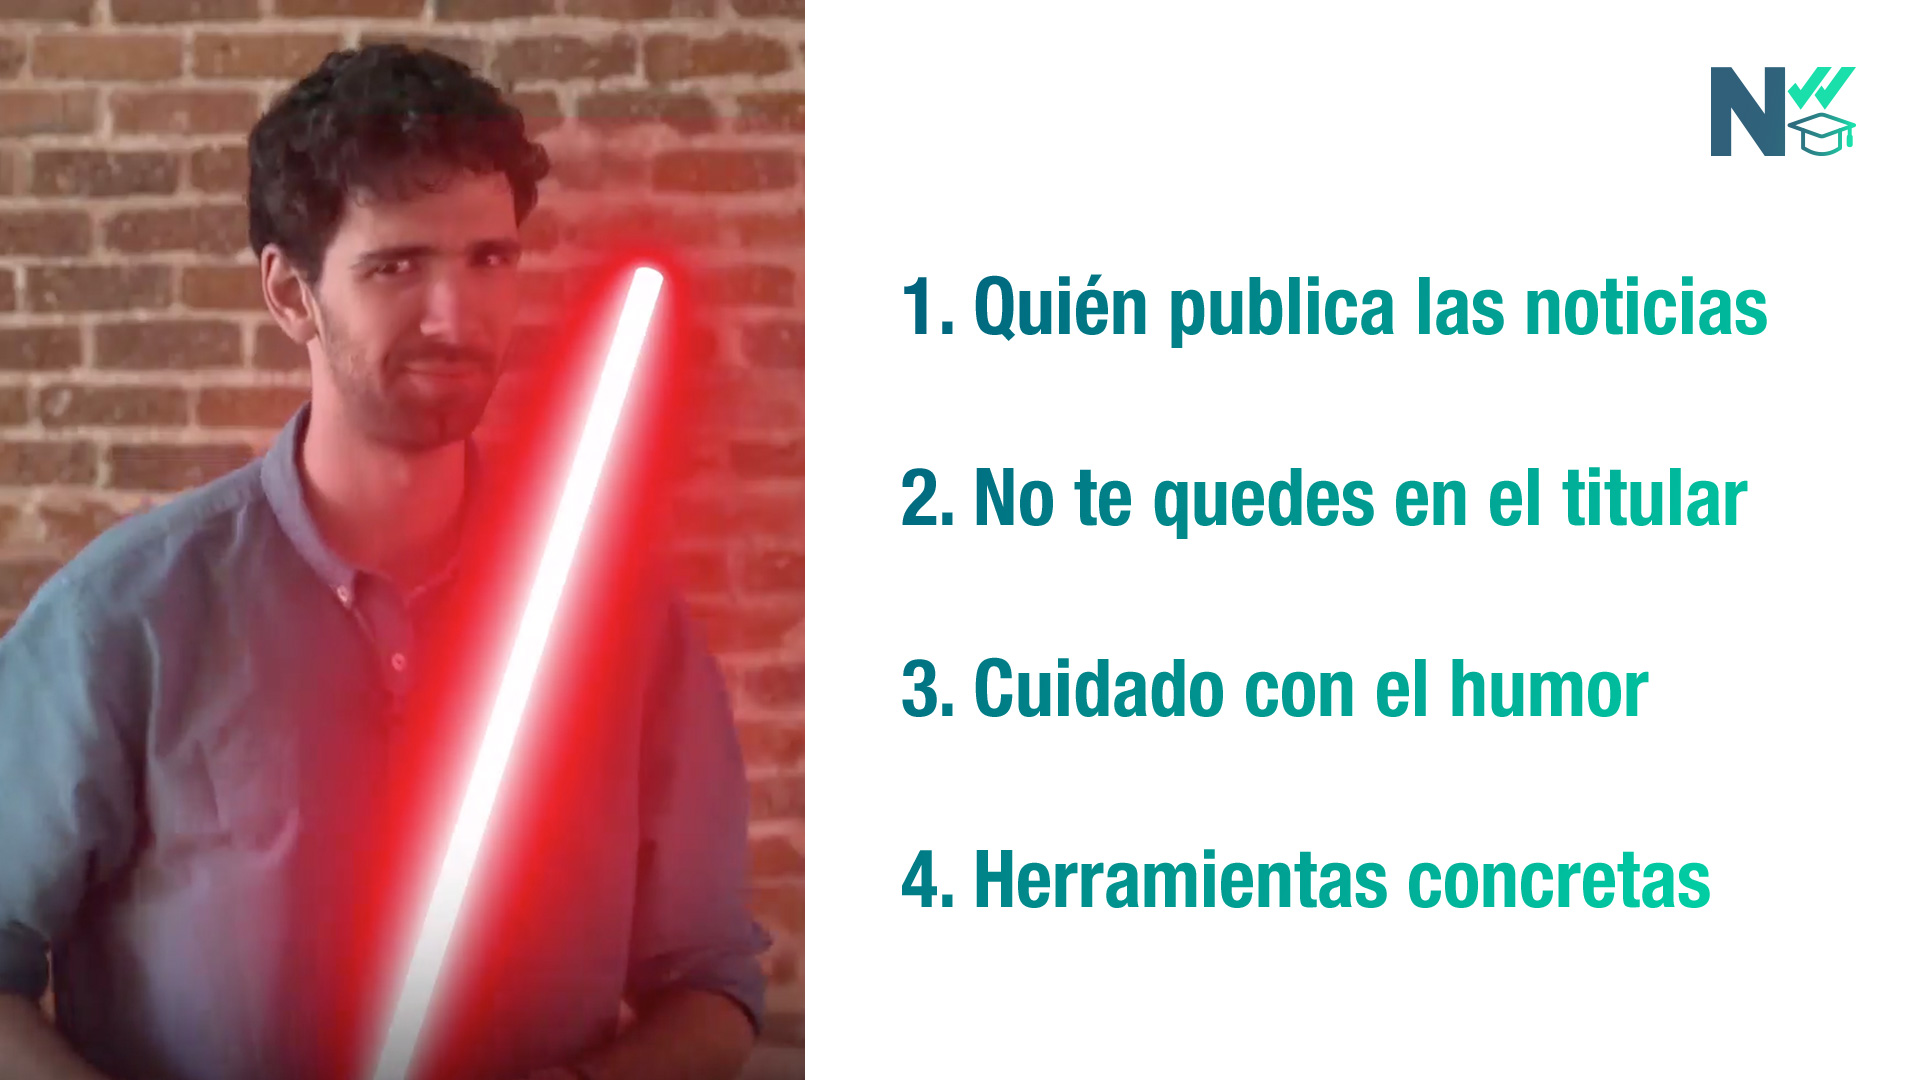 N
1. Quién publica las noticias
2. No te quedes en el titular
3. Cuidado con el humor
4. Herramientas concretas